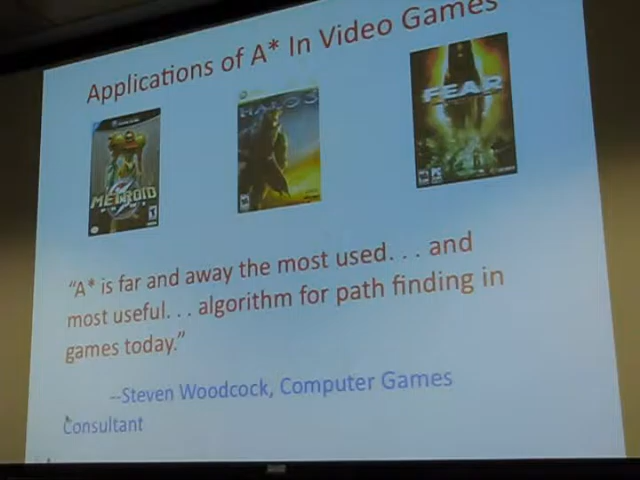 Applications of A* In Video Games
METROID
HALO 3
FEAR
“A* is far and away the most used. . . and
most useful. . . algorithm for path finding in
games today.”
--Steven Woodcock, Computer Games
Consultant